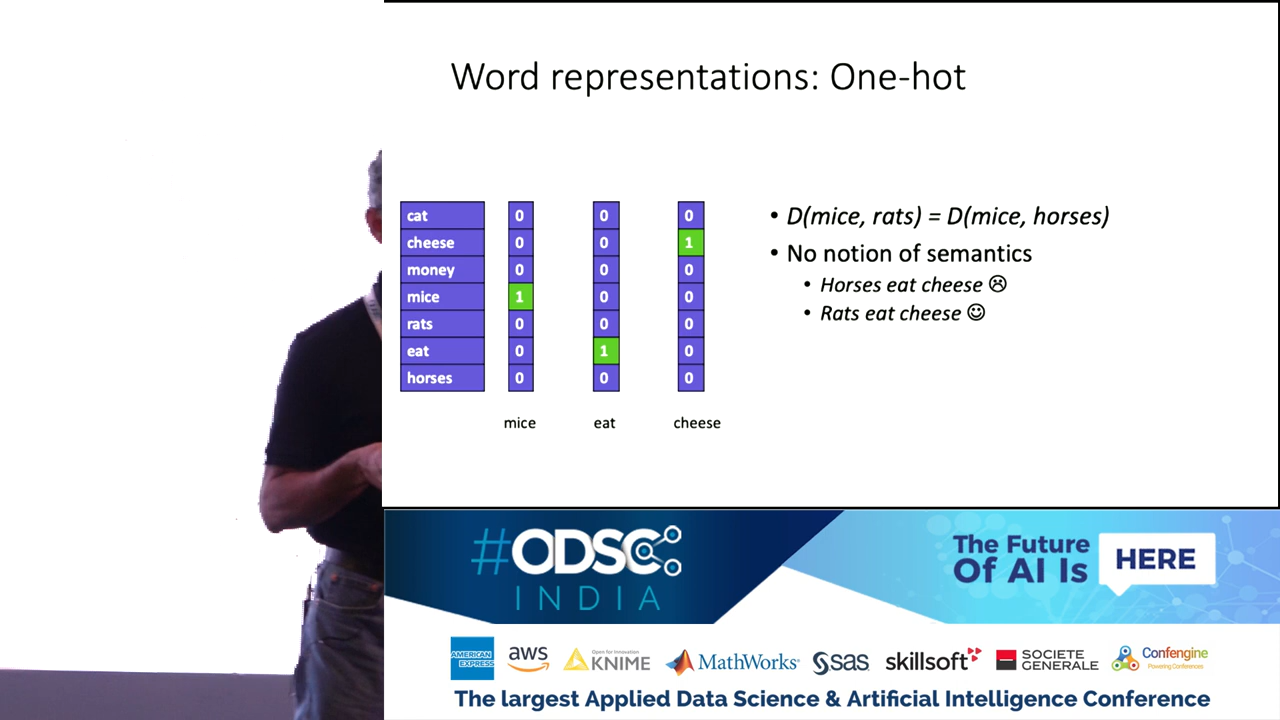 Word representations: One-hot
cat 0 0 0
cheese 0 0 1
money 0 0 0
mice 1 0 0
rats 0 0 0
eat 0 1 0
horses 0 0 0
mice eat cheese
• D(mice, rats) = D(mice, horses)
• No notion of semantics
• Horses eat cheese ☹
• Rats eat cheese ☺
#ODSC
INDIA
The Future
Of AI Is
HERE
AMERICAN
EXPRESS
aws
Open for Innovation
KNIME
MathWorks®
sas
skillsoft
SOCIETE
GENERALE
Confengine
Powering Conferences
The largest Applied Data Science & Artificial Intelligence Conference